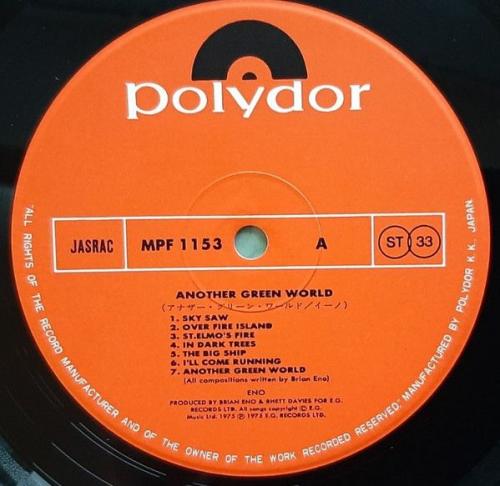 polydor
JASRAC MPF 1153 A ST 33
ANOTHER GREEN WORLD
(アナザー・グリーン・ワールド/イーノ)
1. SKY SAW
2. OVER FIRE ISLAND
3. ST.ELMO'S FIRE
4. IN DARK TREES
5. THE BIG SHIP
6. I'LL COME RUNNING
7. ANOTHER GREEN WORLD
(All compositions written by Brian Eno)
ENO
PRODUCED BY BRIAN ENO & RHETT DAVIES FOR E.G.
RECORDS LTD. All songs copyright Ⓒ E.G.
Music Ltd. 1975 Ⓟ 1975 E.G. RECORDS LTD.
"ALL RIGHTS OF THE RECORD MANUFACTURER AND OF THE OWNER OF THE WORK RECORDED RESERVED: MANUFACTURED BY POLYDOR K.K. JAPAN